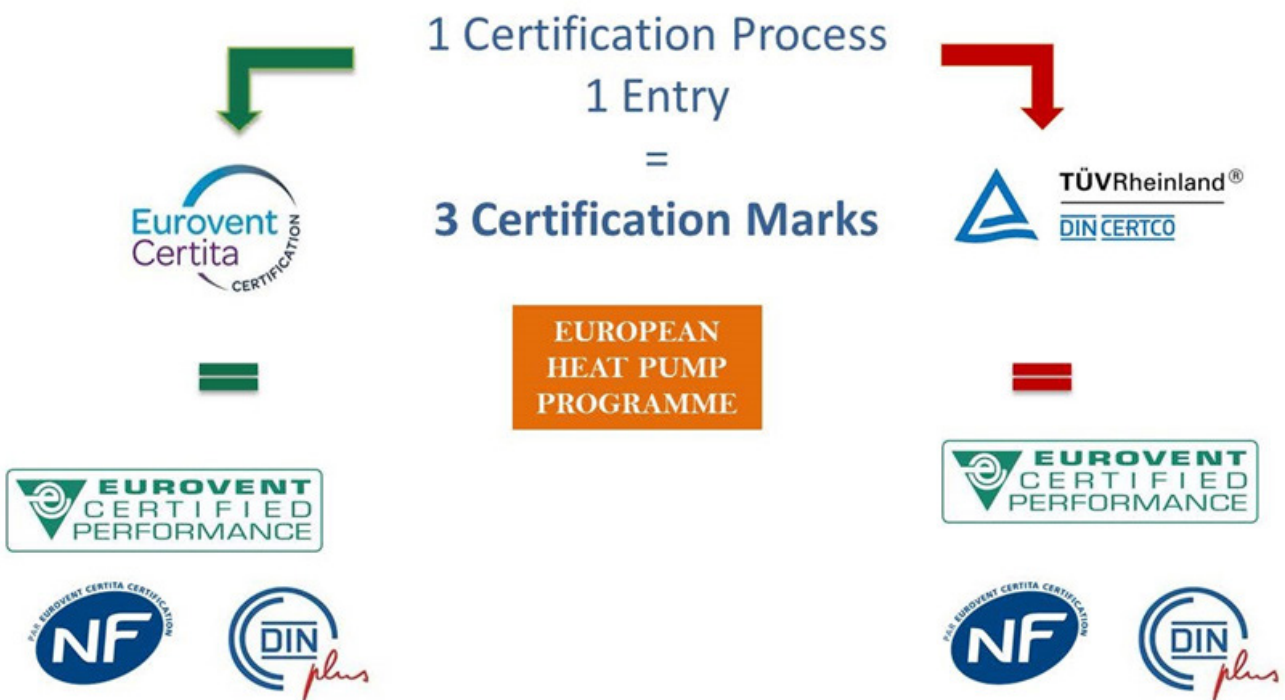 1 Certification Process
1 Entry
=
3 Certification Marks
Eurovent
Certita
CERTIFICATION
TÜVRheinland®
DIN CERTCO
EUROPEAN
HEAT PUMP
PROGRAMME
EUROVENT
CERTIFIED
PERFORMANCE
PAR EUROVENT CERTITA CERTIFICATION
NF
DIN
plus
EUROVENT
CERTIFIED
PERFORMANCE
PAR EUROVENT CERTITA CERTIFICATION
NF
DIN
plus